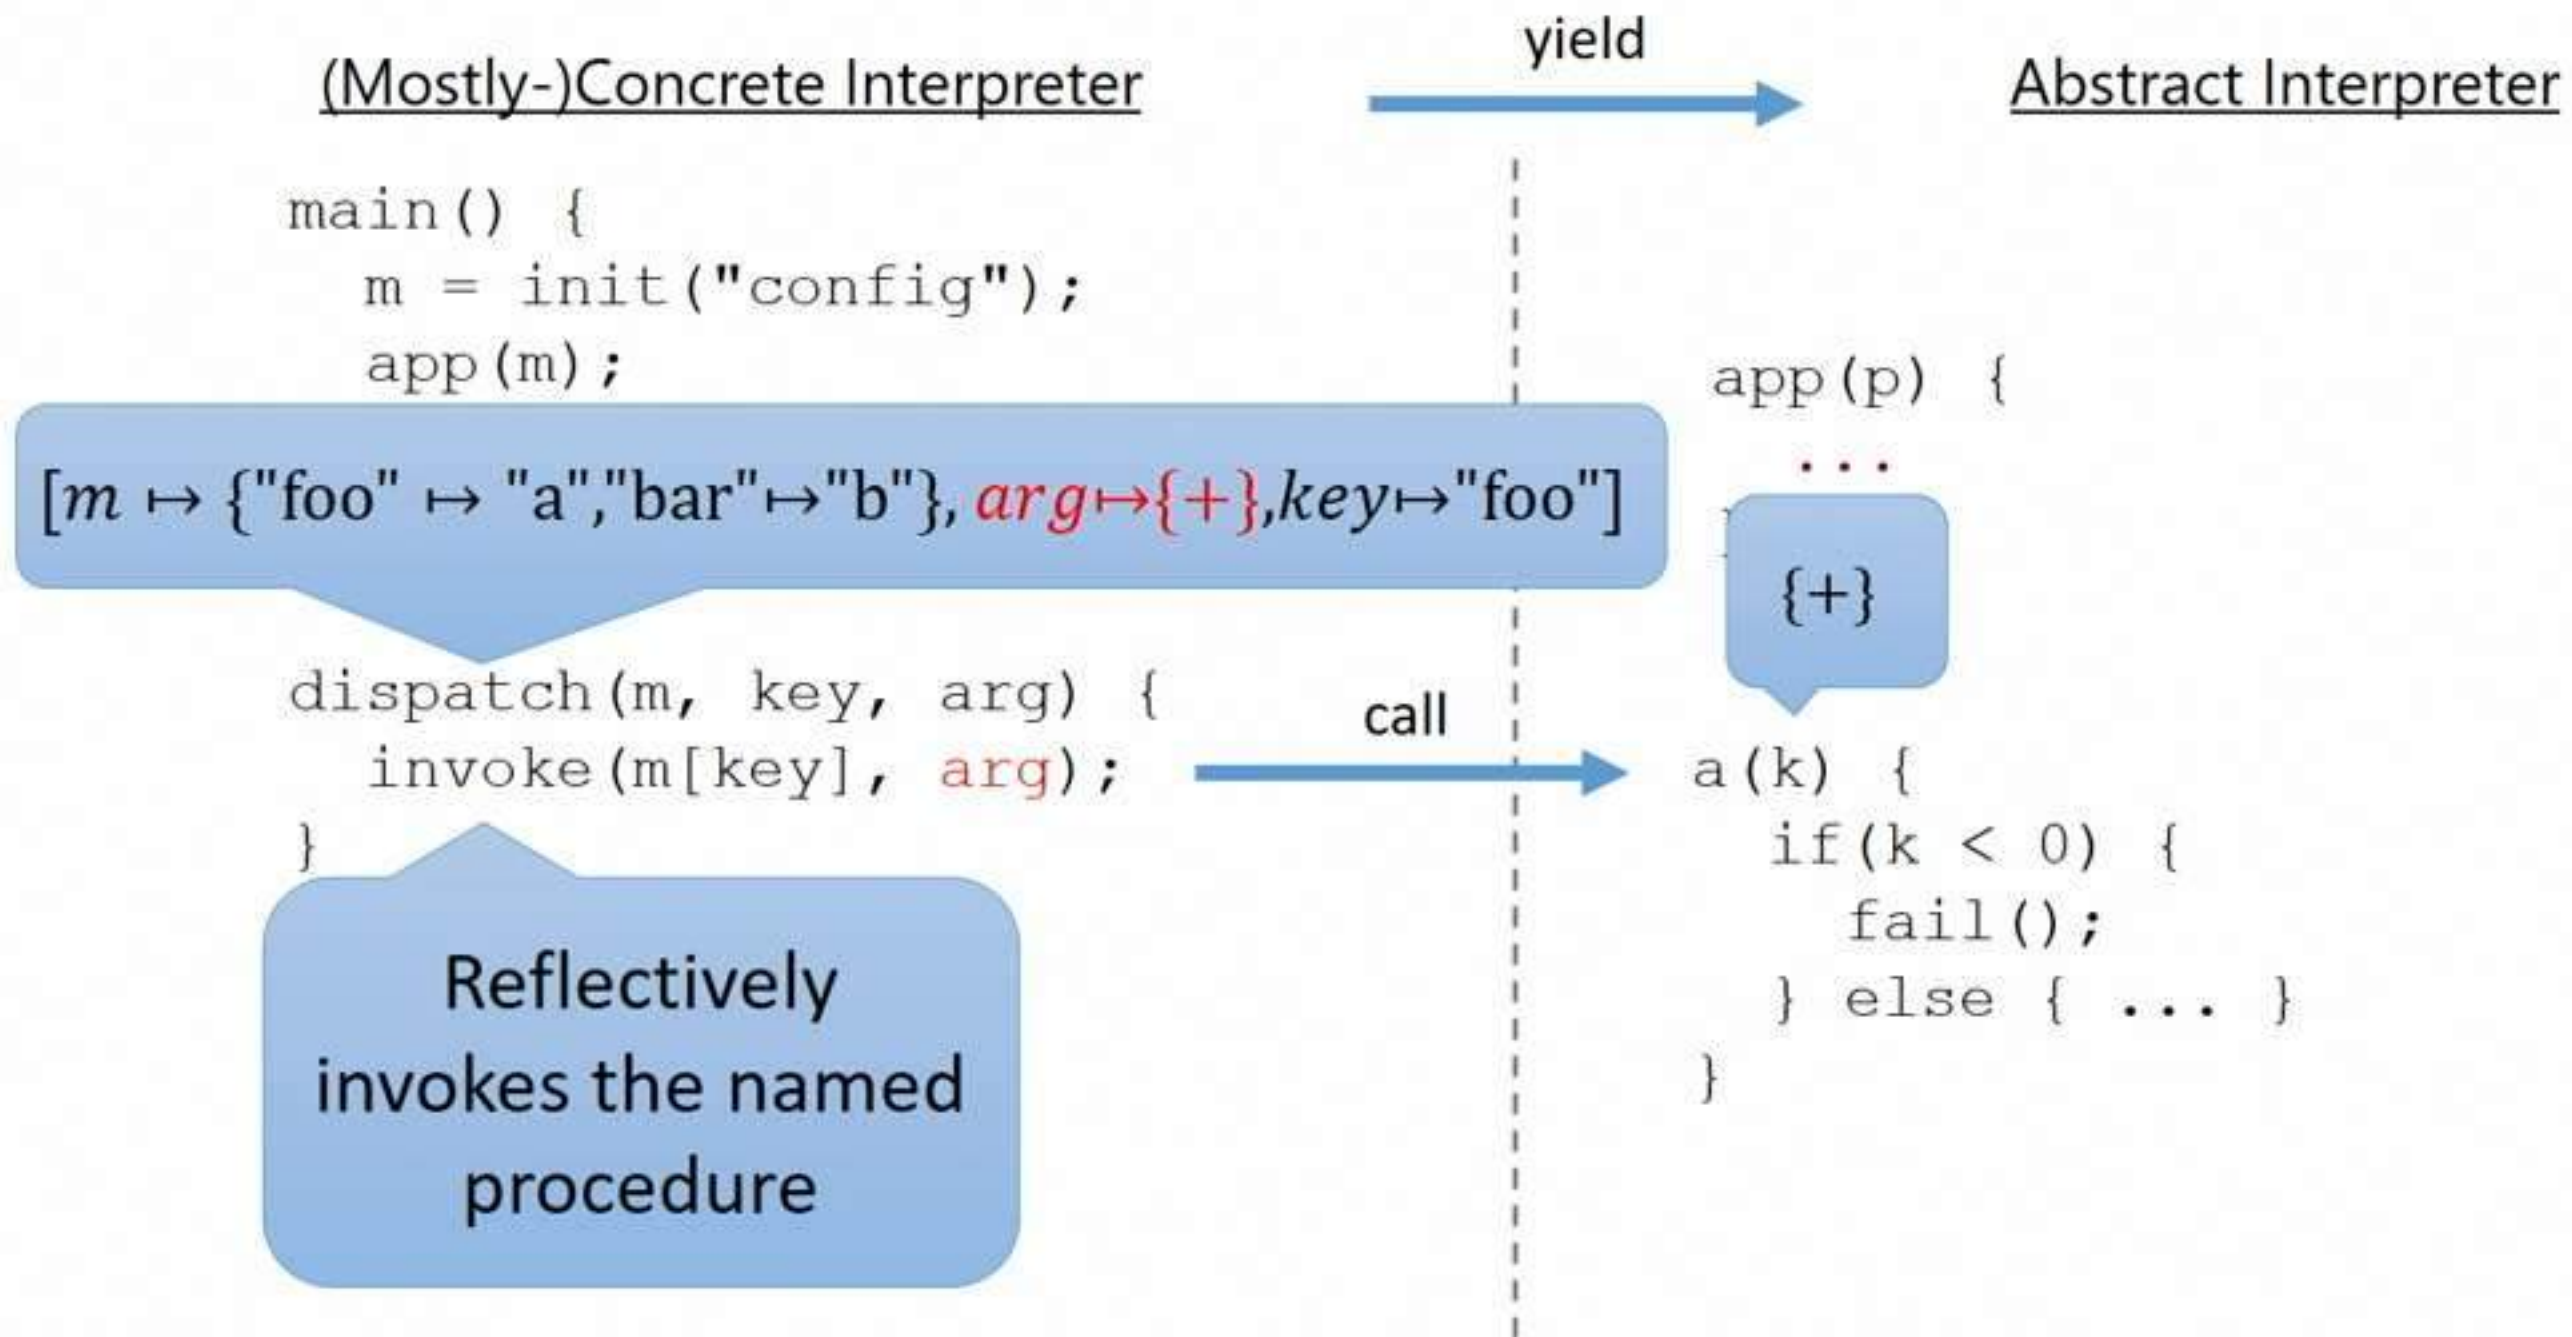 (Mostly-)Concrete Interpreter
yield
Abstract Interpreter
main() {
m = init("config");
app(m);
[m ↦ {"foo" ↦ "a","bar"↦"b"}, arg↦{+},key↦"foo"]
dispatch(m, key, arg) {
invoke(m[key], arg);
}
Reflectively
invokes the named
procedure
call
app(p) {
...
{+}
a(k) {
if(k < 0) {
fail();
} else { ... }
}